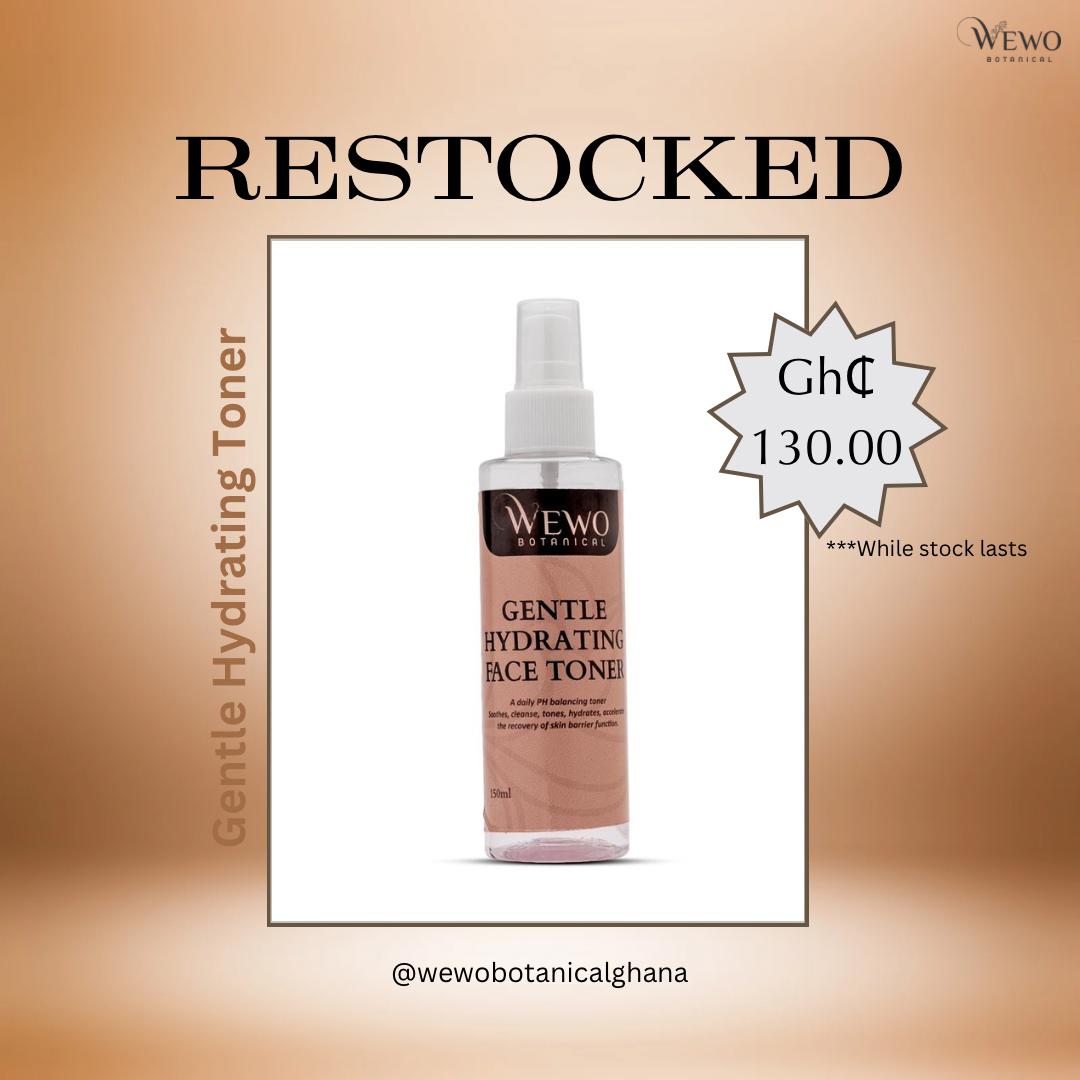 WEWO
BOTANICAL
RESTOCKED
Gentle Hydrating Toner
Gh₵
130.00
***While stock lasts
WEWO
BOTANICAL
GENTLE
HYDRATING
FACE TONER
A daily PH balancing toner
Soothes, cleanse, tones, hydrates, accelerate
the recovery of skin barrier function.
150ml
@wewobotanicalghana